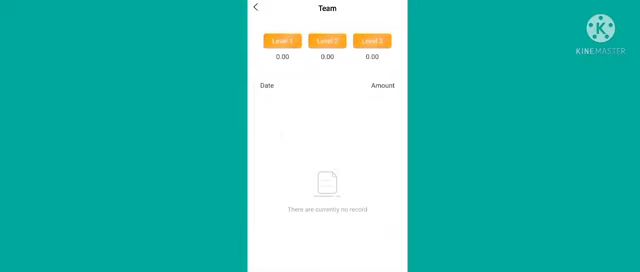 Team
Level 1 Level 2 Level 3
0.00 0.00 0.00
Date Amount
There are currently no record
KINEMASTER